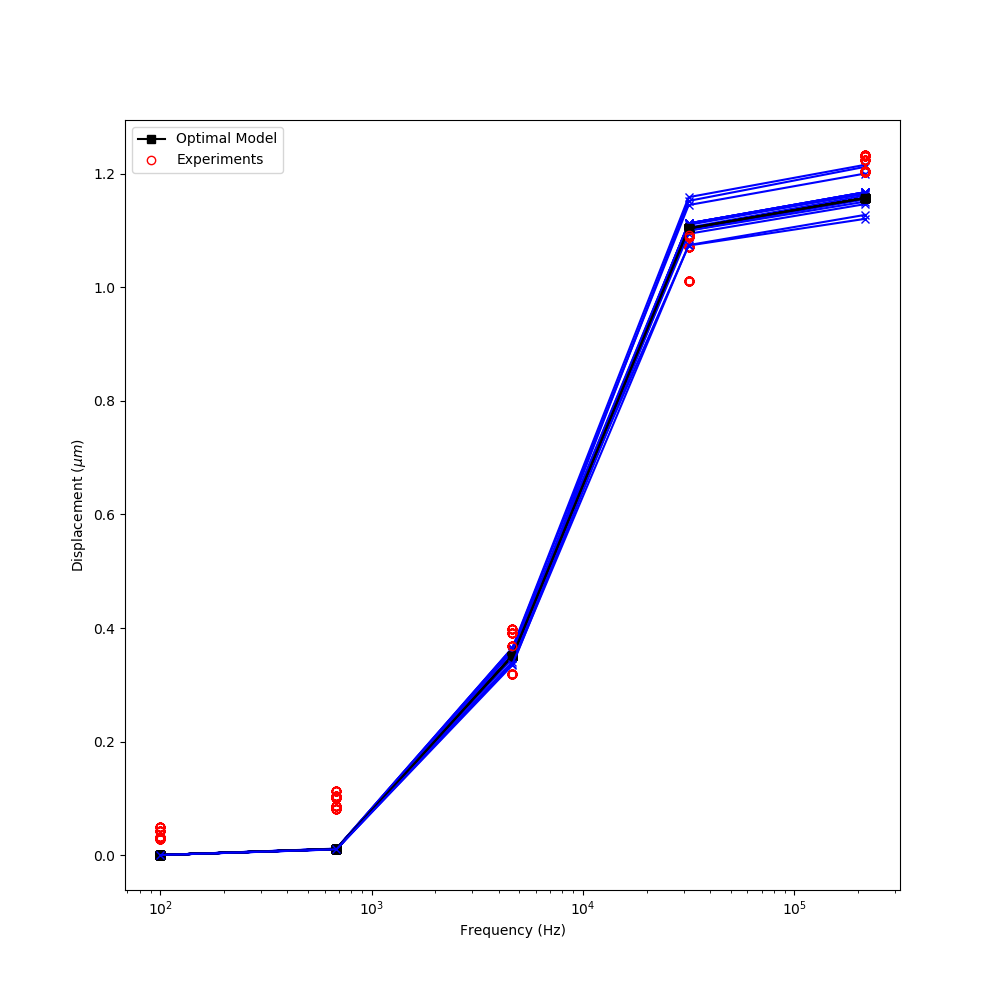 Optimal Model
Experiments
Displacement (μm)
1.2
1.0
0.8
0.6
0.4
0.2
0.0
10²
10³
10⁴
10⁵
Frequency (Hz)